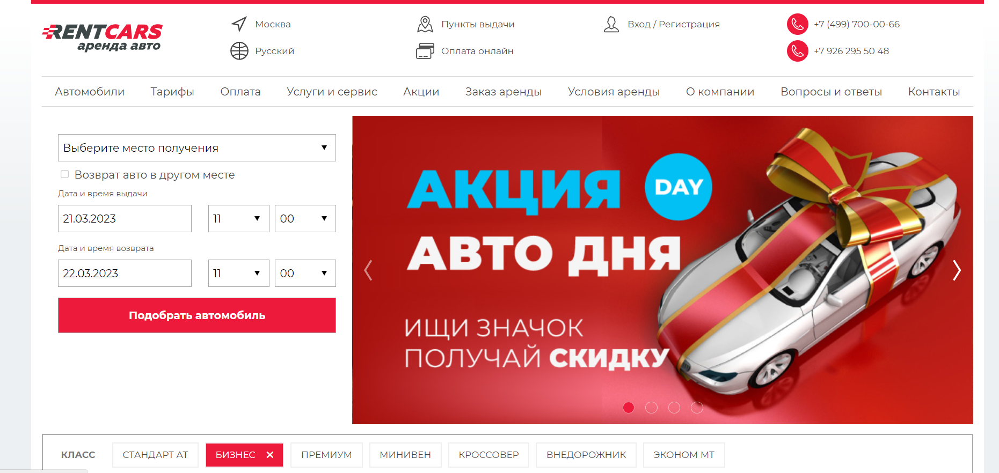 RENTCARS
аренда авто
Москва
Русский
Пункты выдачи
Оплата онлайн
Вход / Регистрация
+7 (499) 700-00-66
+7 926 295 50 48
Автомобили Тарифы Оплата Услуги и сервис Акции Заказ аренды Условия аренды О компании Вопросы и ответы Контакты
Выберите место получения
Возврат авто в другом месте
Дата и время выдачи
21.03.2023 11 00
Дата и время возврата
22.03.2023 11 00
Подобрать автомобиль
АКЦИЯ DAY
АВТО ДНЯ
ИЩИ ЗНАЧОК
ПОЛУЧАЙ СКИДКУ
КЛАСС СТАНДАРТ АТ БИЗНЕС ПРЕМИУМ МИНИВЕН КРОССОВЕР ВНЕДОРОЖНИК ЭКОНОМ МТ